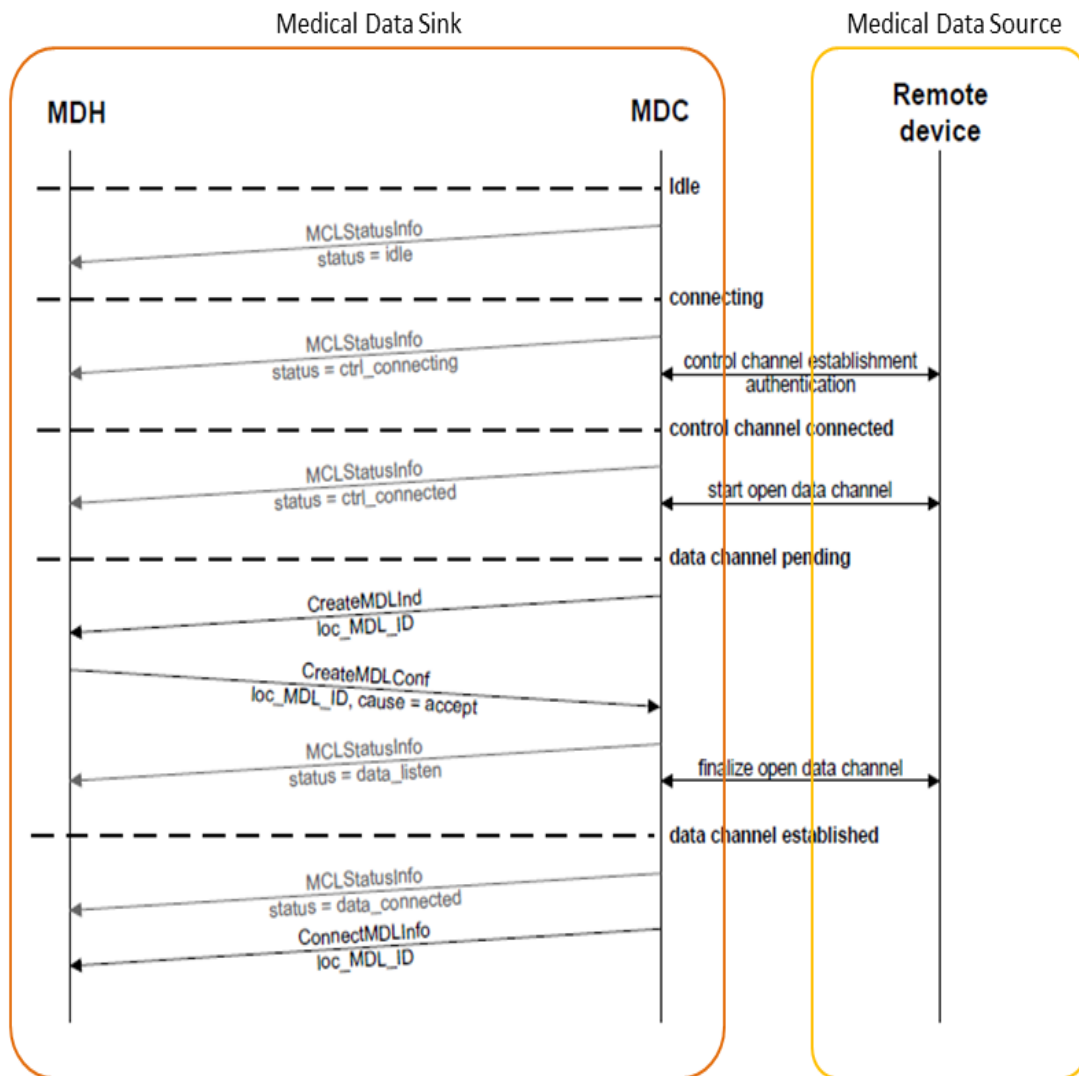 Medical Data Sink
Medical Data Source
MDH
MDC
Remote
device
Idle
MCLStatusInfo
status = idle
connecting
MCLStatusInfo
status = ctrl_connecting
control channel establishment
authentication
control channel connected
MCLStatusInfo
status = ctrl_connected
start open data channel
data channel pending
CreateMDLInd
loc_MDL_ID
CreateMDLConf
loc_MDL_ID, cause = accept
MCLStatusInfo
status = data_listen
finalize open data channel
data channel established
MCLStatusInfo
status = data_connected
ConnectMDLInfo
loc_MDL_ID